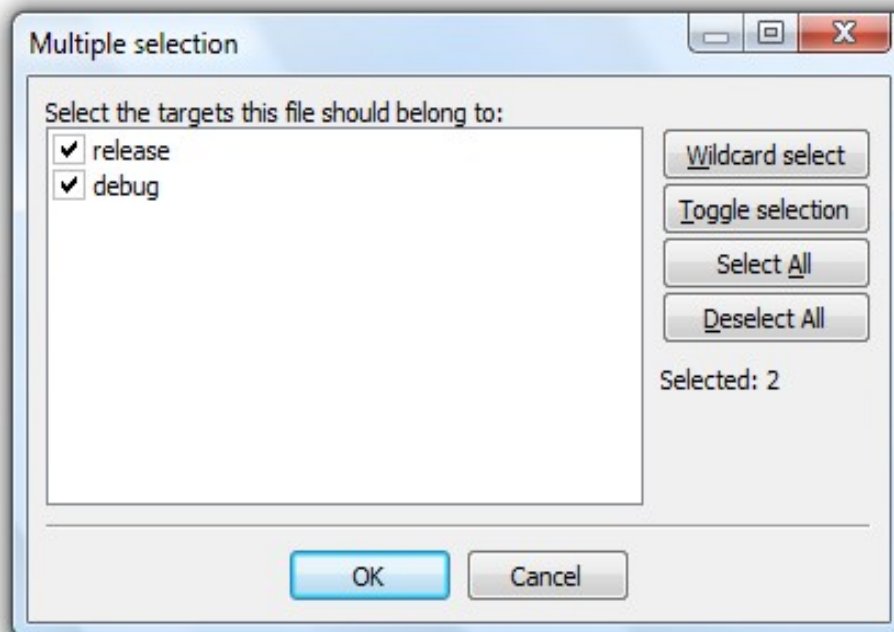 Multiple selection
Select the targets this file should belong to:
release
debug
Wildcard select
Toggle selection
Select All
Deselect All
Selected: 2
OK
Cancel